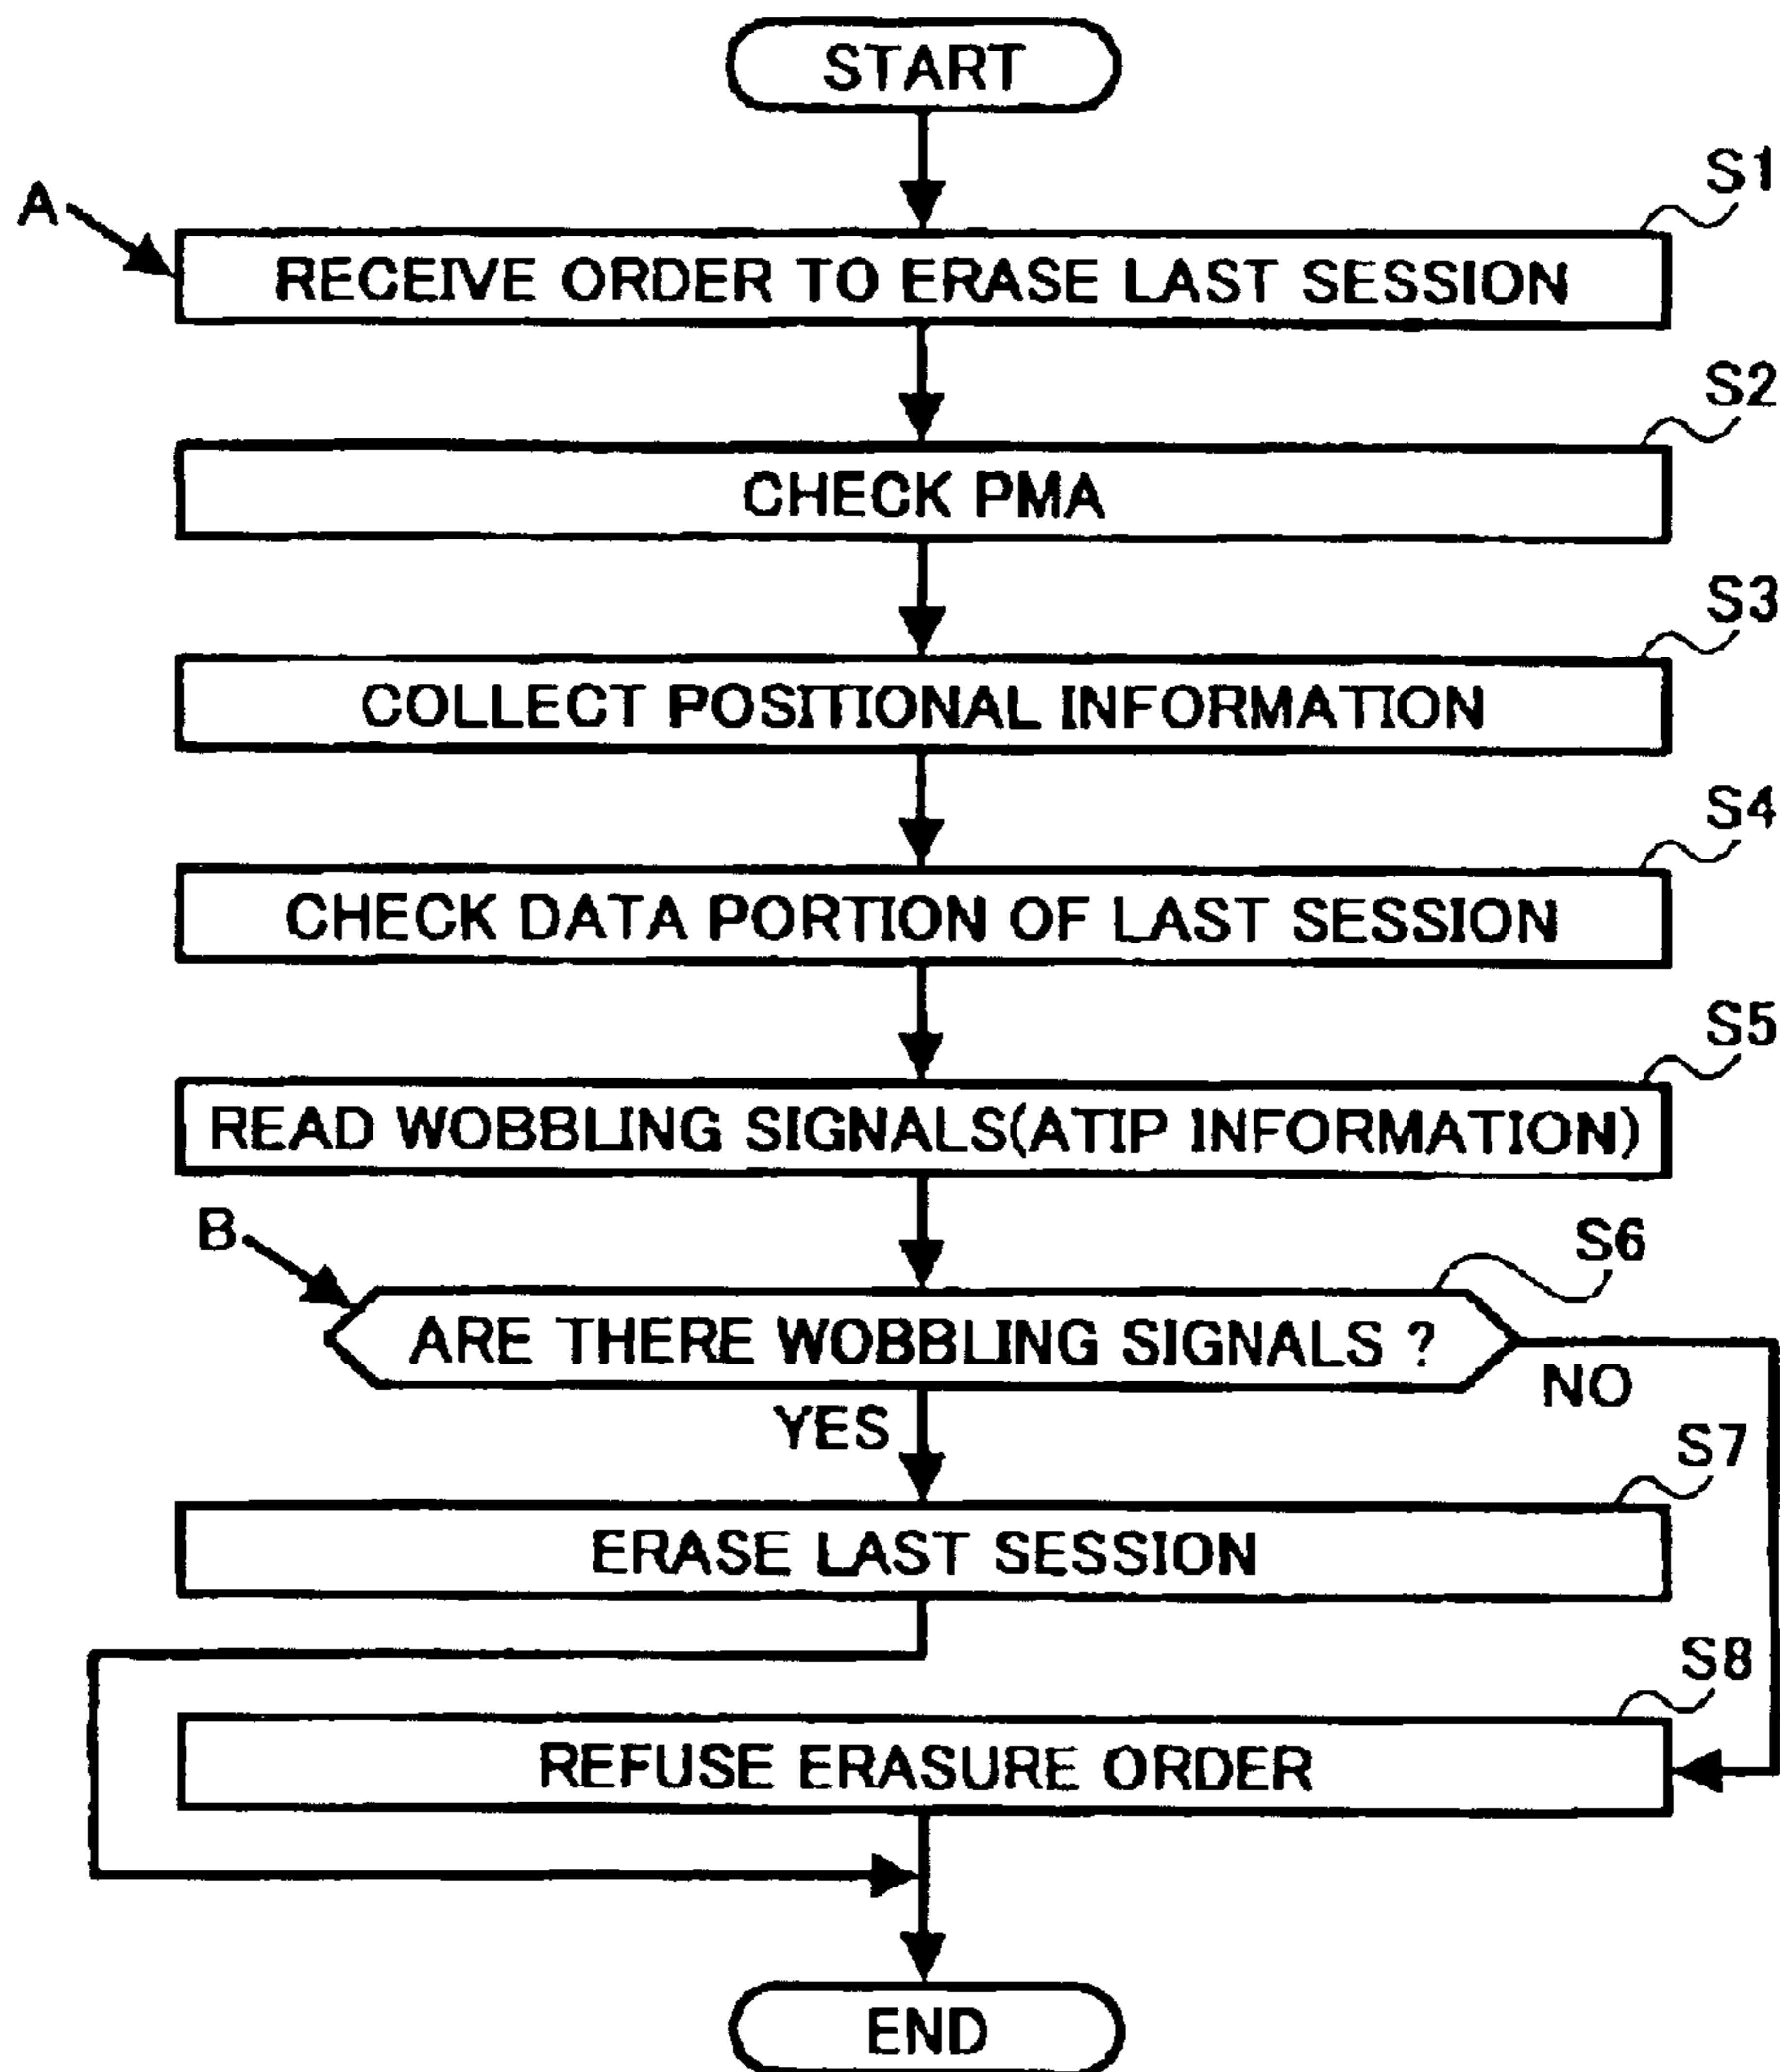 START
S1
A
RECEIVE ORDER TO ERASE LAST SESSION
S2
CHECK PMA
S3
COLLECT POSITIONAL INFORMATION
S4
CHECK DATA PORTION OF LAST SESSION
S5
READ WOBBLING SIGNALS(ATIP INFORMATION)
B
S6
ARE THERE WOBBLING SIGNALS ?
NO
YES
S7
ERASE LAST SESSION
S8
REFUSE ERASURE ORDER
END